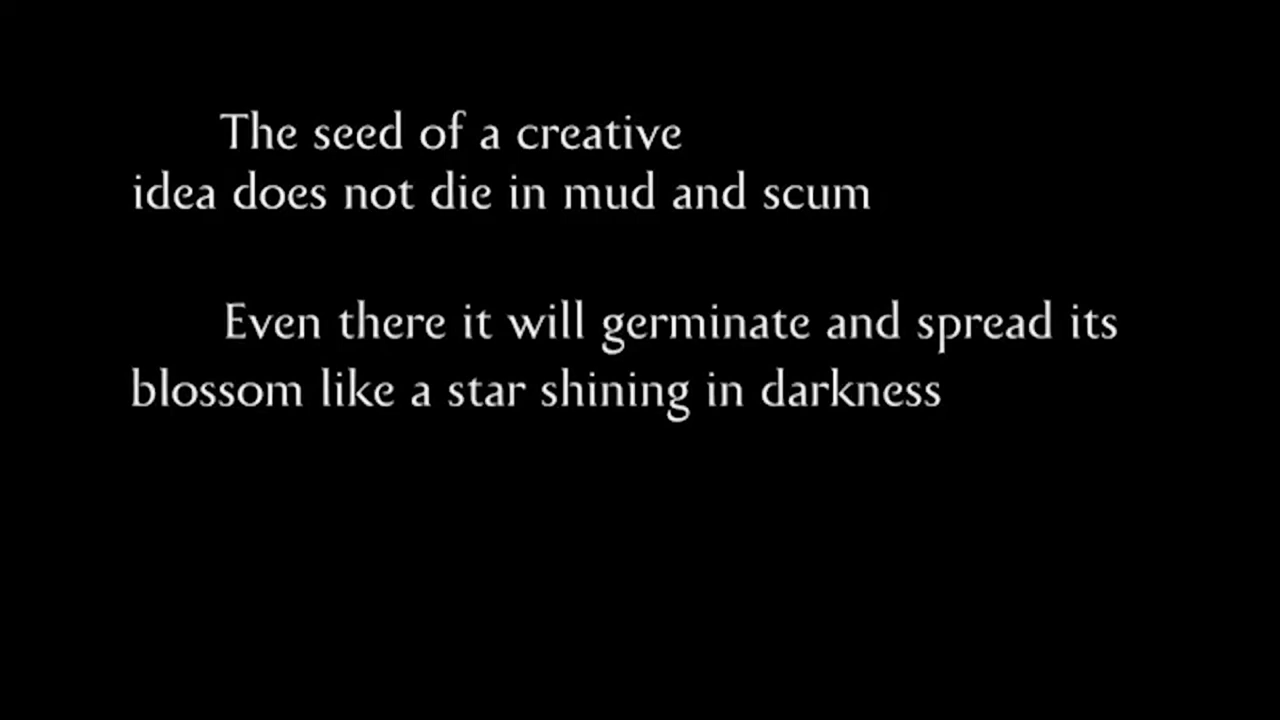 The seed of a creative
idea does not die in mud and scum
Even there it will germinate and spread its
blossom like a star shining in darkness